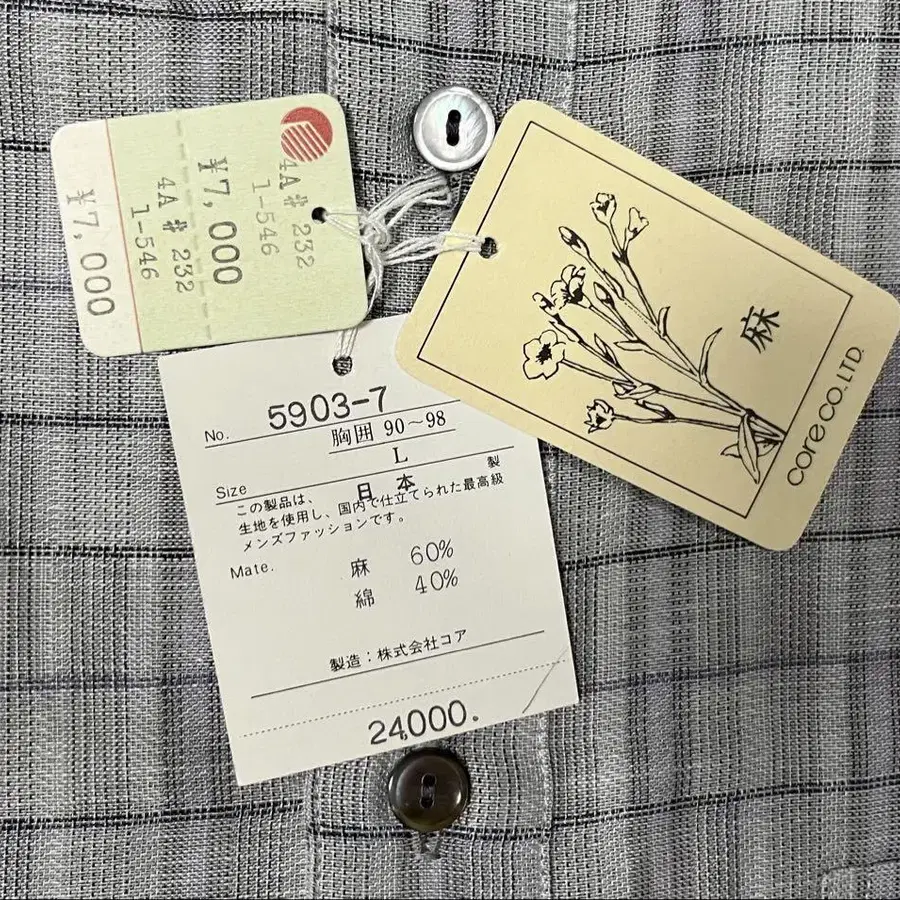 4A # 232
1-546
¥7,000
4A # 232
1-546
¥7,000
麻
CORE CO.LTD.
No. 5903-7
胸囲 90～98
Size L
日本製
この製品は、
生地を使用し、国内で仕立てられた最高級
メンズファッションです。
Mate. 麻 60%
綿 40%
製造：株式会社コア
24,000.